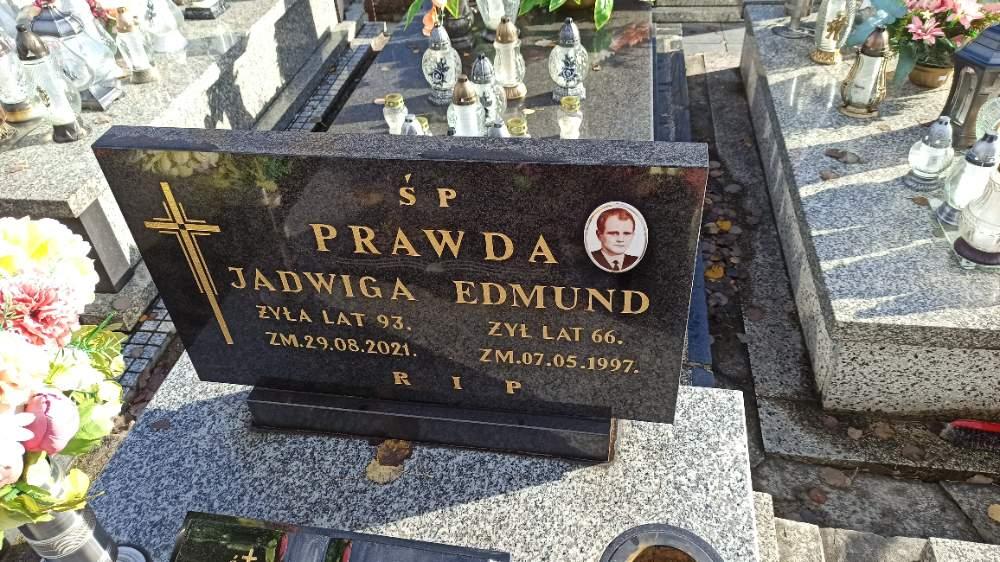 Ś P
PRAWDA
JADWIGA EDMUND
ŻYŁA LAT 93. ŻYŁ LAT 66.
ZM.29.08.2021. ZM.07.05.1997.
R I P